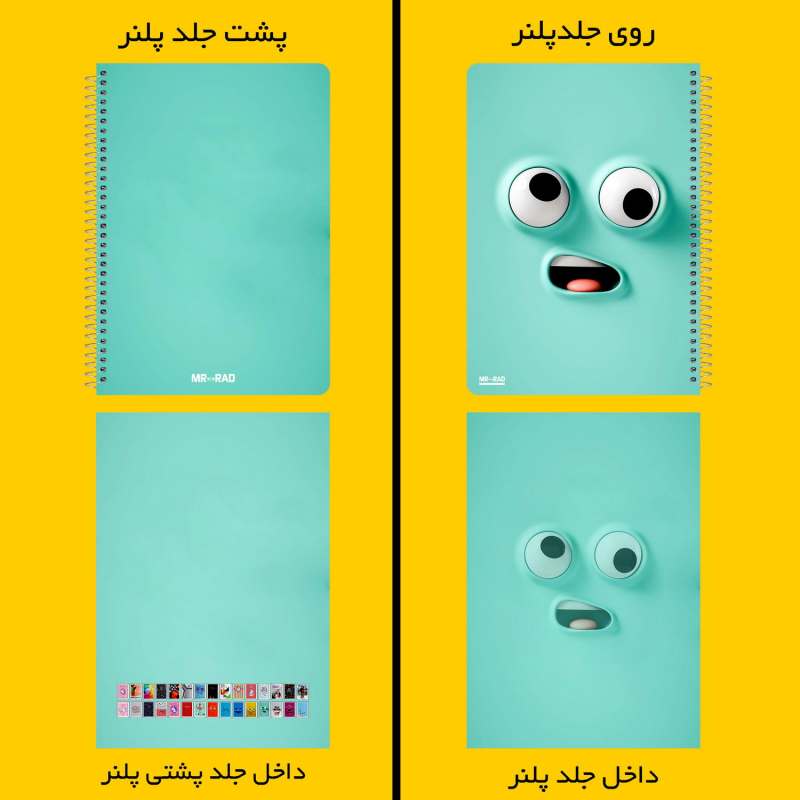 روی جلدپلنر
پشت جلد پلنر
MR RAD
MR RAD
داخل جلد پلنر
داخل جلد پشتی پلنر